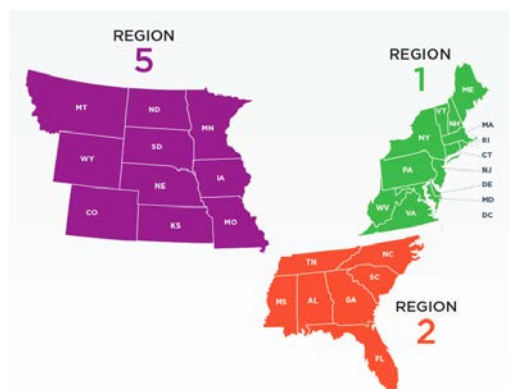 REGION
5
MT
ND
MN
WY
SD
IA
NE
CO
KS
MO
REGION
1
ME
VT
NH
NY
MA
RI
CT
PA
NJ
DE
MD
DC
WV
VA
TN
NC
SC
MS
AL
GA
FL
REGION
2